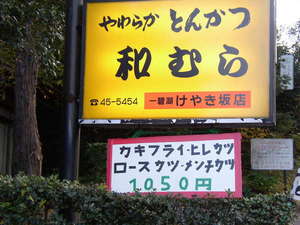 やわらか とんかつ
和むら
☎45-5454 一碧湖 けやき坂店
カキフライ・ヒレカツ
ロースカツ・メンチカツ
1050円